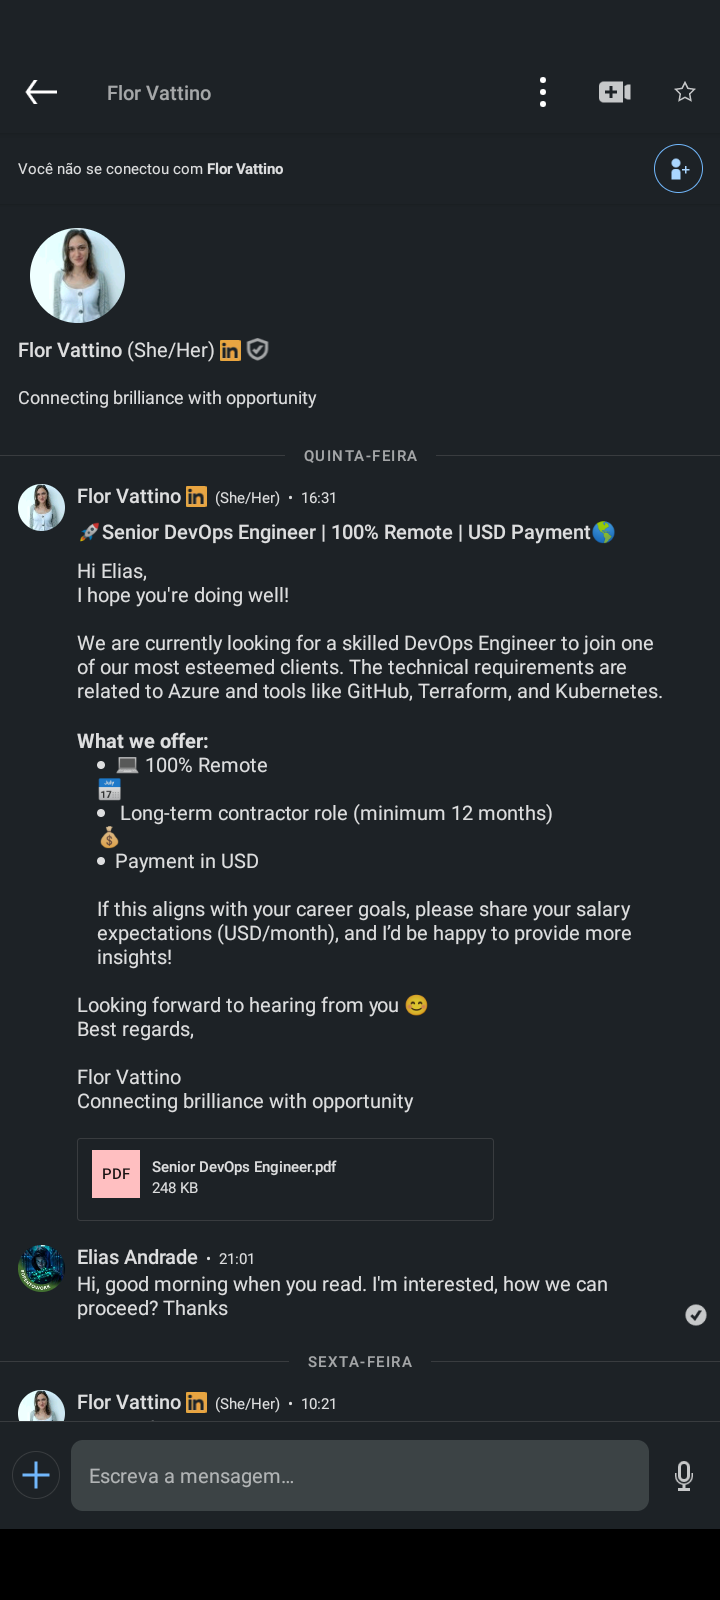 Flor Vattino
Você não se conectou com Flor Vattino
Flor Vattino (She/Her) in
Connecting brilliance with opportunity
QUINTA-FEIRA
Flor Vattino in (She/Her) • 16:31
🚀Senior DevOps Engineer | 100% Remote | USD Payment🌎
Hi Elias,
I hope you're doing well!
We are currently looking for a skilled DevOps Engineer to join one
of our most esteemed clients. The technical requirements are
related to Azure and tools like GitHub, Terraform, and Kubernetes.
What we offer:
• 💻 100% Remote
📅
• Long-term contractor role (minimum 12 months)
💰
• Payment in USD
If this aligns with your career goals, please share your salary
expectations (USD/month), and I’d be happy to provide more
insights!
Looking forward to hearing from you 😊
Best regards,
Flor Vattino
Connecting brilliance with opportunity
PDF
Senior DevOps Engineer.pdf
248 KB
Elias Andrade • 21:01
Hi, good morning when you read. I'm interested, how we can
proceed? Thanks
SEXTA-FEIRA
Flor Vattino in (She/Her) • 10:21
Escreva a mensagem…